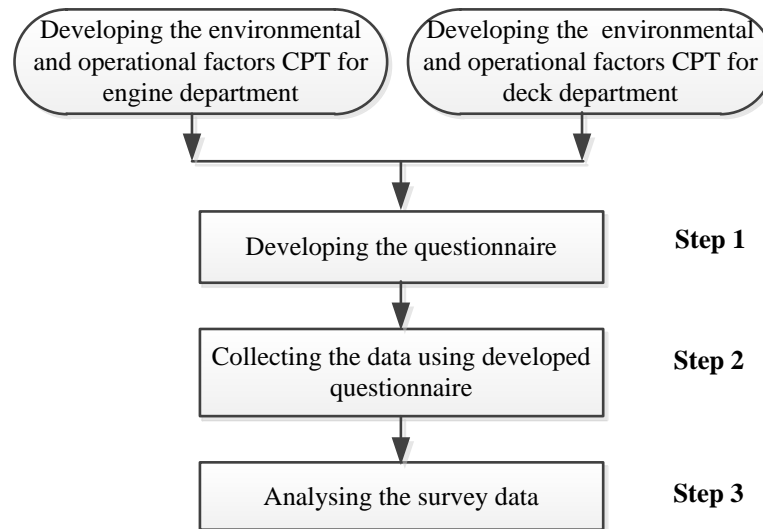 Developing the environmental
and operational factors CPT for
engine department
Developing the environmental
and operational factors CPT for
deck department
Developing the questionnaire
Step 1
Collecting the data using developed
questionnaire
Step 2
Analysing the survey data
Step 3